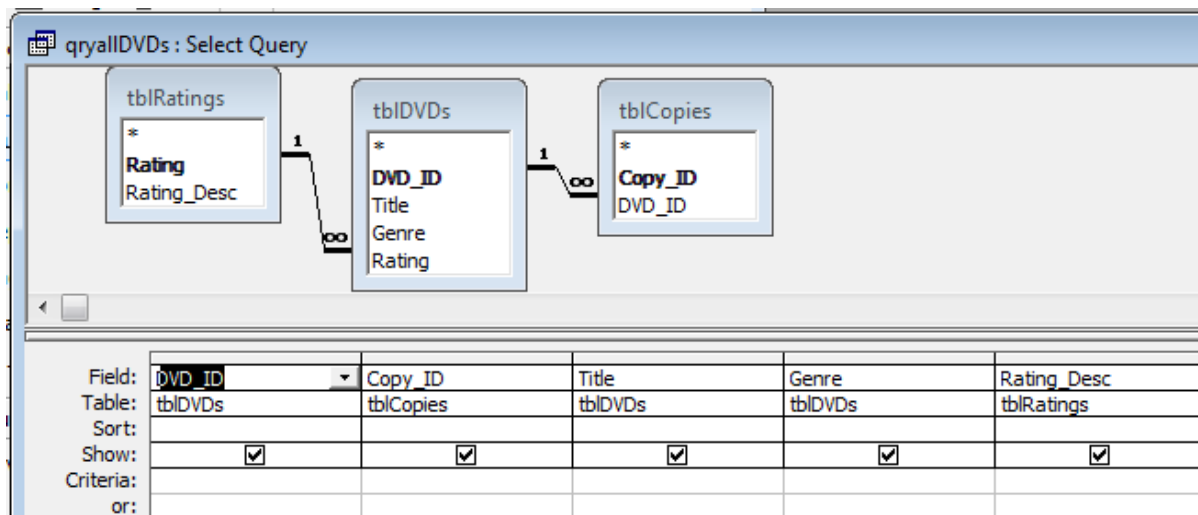 qryallDVDs : Select Query
tblRatings
*
Rating
Rating_Desc
1
∞
tblDVDs
*
DVD_ID
Title
Genre
Rating
1
∞
tblCopies
*
Copy_ID
DVD_ID
Field: DVD_ID Copy_ID Title Genre Rating_Desc
Table: tblDVDs tblCopies tblDVDs tblDVDs tblRatings
Sort:
Show:
Criteria:
or: